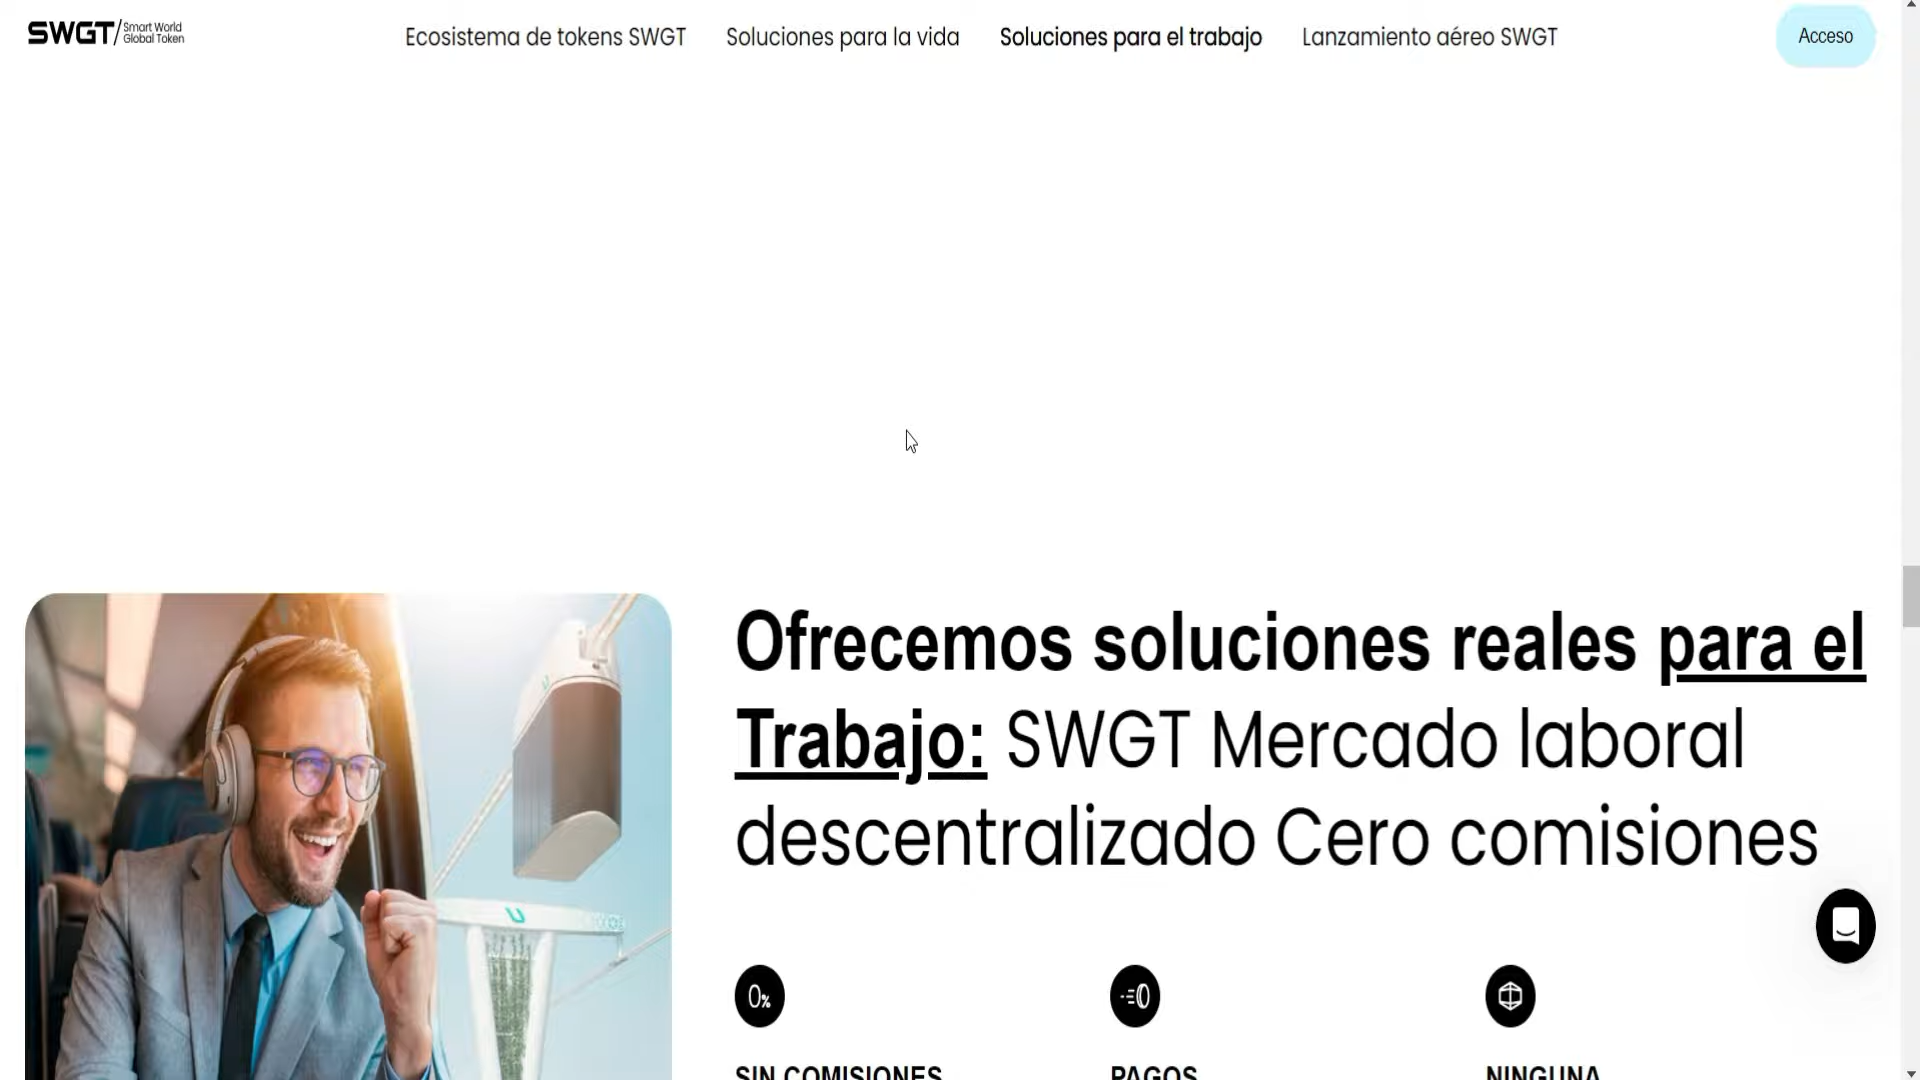 SWGT/ Smart World
Global Token
Ecosistema de tokens SWGT
Soluciones para la vida
Soluciones para el trabajo
Lanzamiento aéreo SWGT
Acceso
Ofrecemos soluciones reales para el
Trabajo: SWGT Mercado laboral
descentralizado Cero comisiones
0%
SIN COMISIONES
PAGOS
NINGUNA